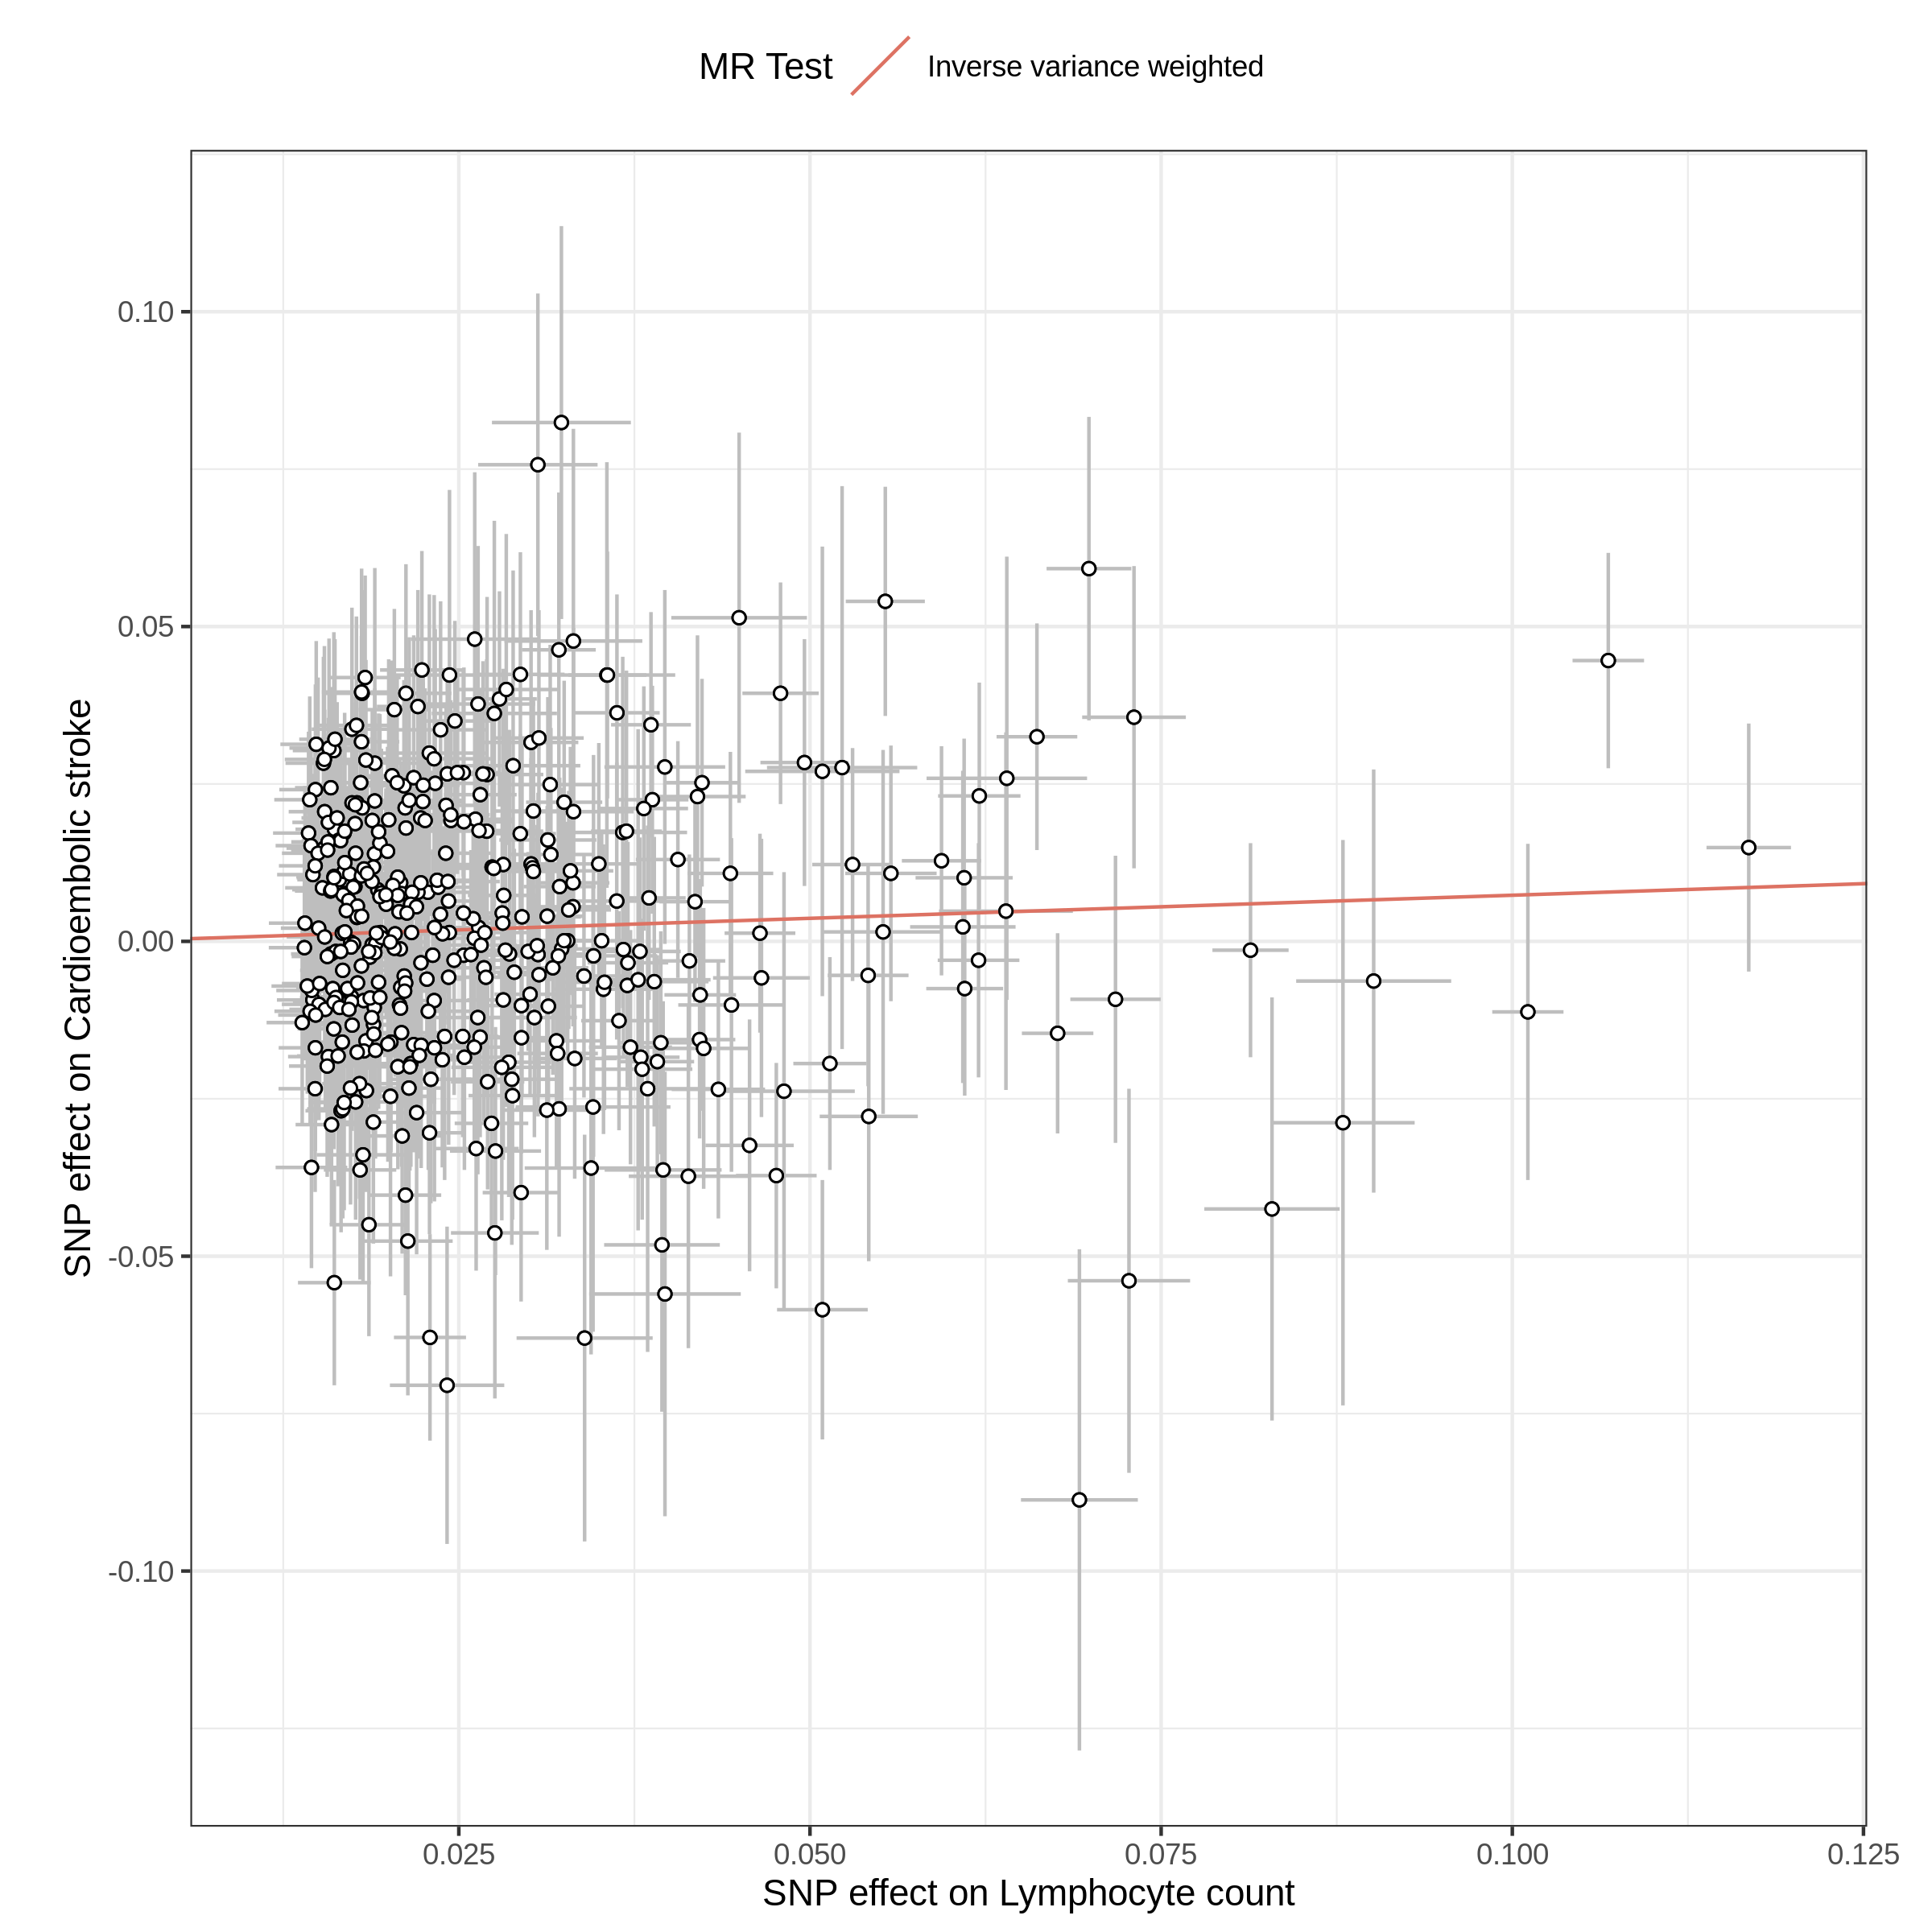 MR Test
Inverse variance weighted
SNP effect on Cardioembolic stroke
0.10
0.05
0.00
-0.05
-0.10
0.025
0.050
0.075
0.100
0.125
SNP effect on Lymphocyte count